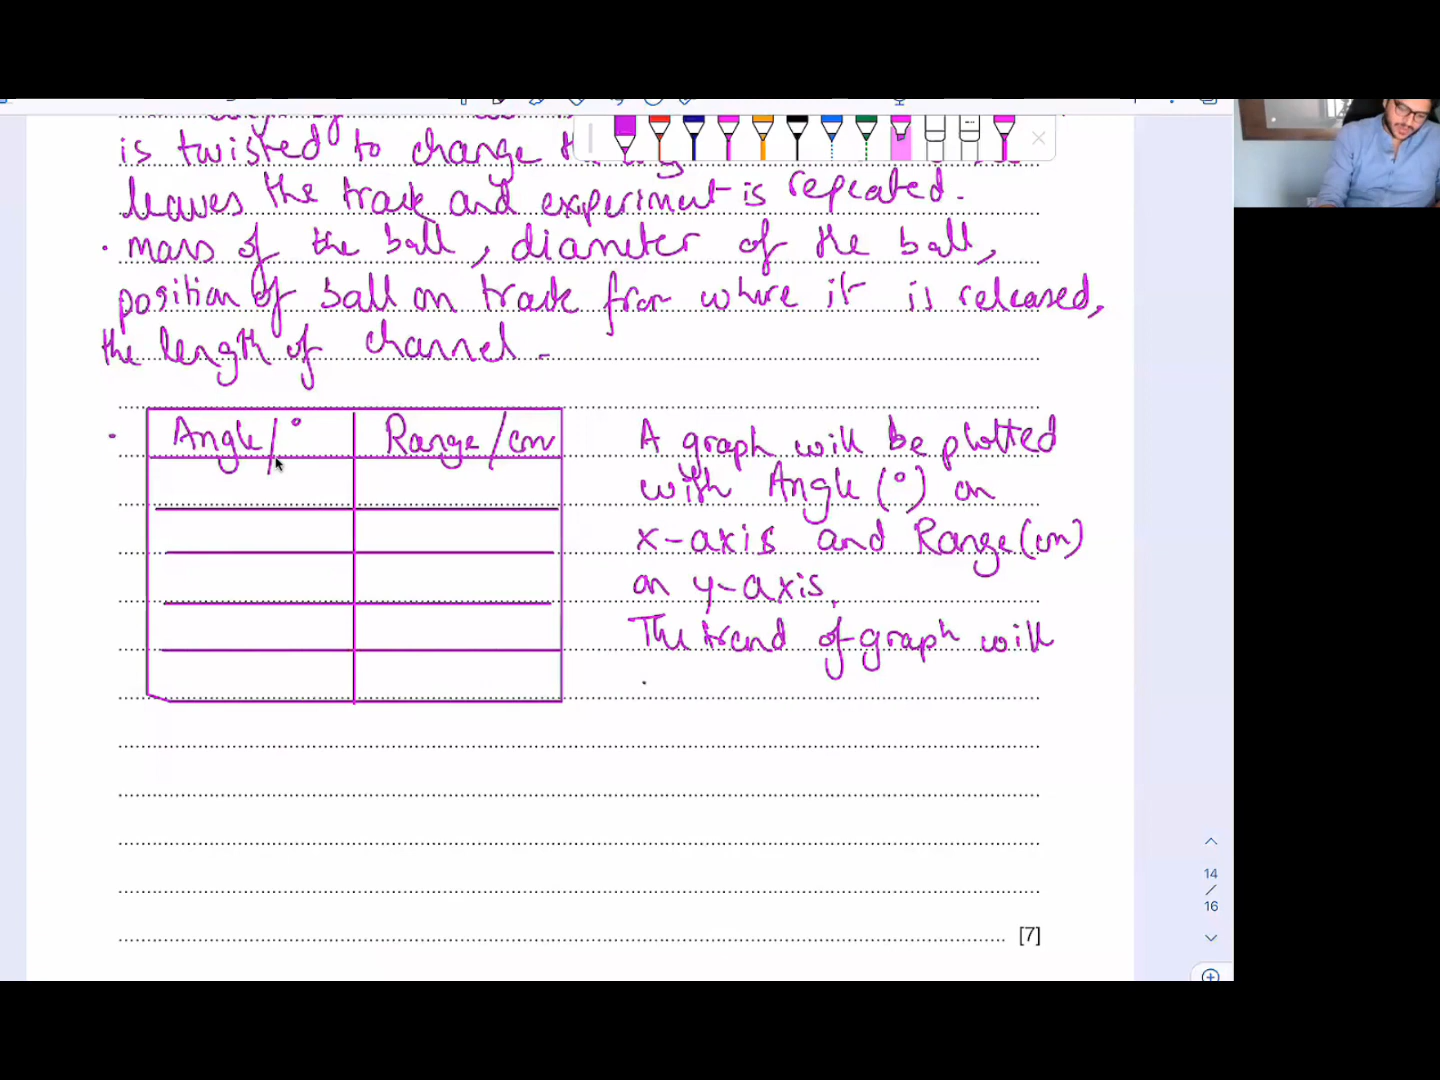 is twisted to change
leaves the track and experiment is repeated.
. mass of the ball, diameter of the ball,
position of ball on track from where it is released,
the length of channel.
Angle/° Range/cm
A graph will be plotted
with Angle (°) on
x-axis and Range(cm)
on y-axis.
The trend of graph will
[7]
14
/
16